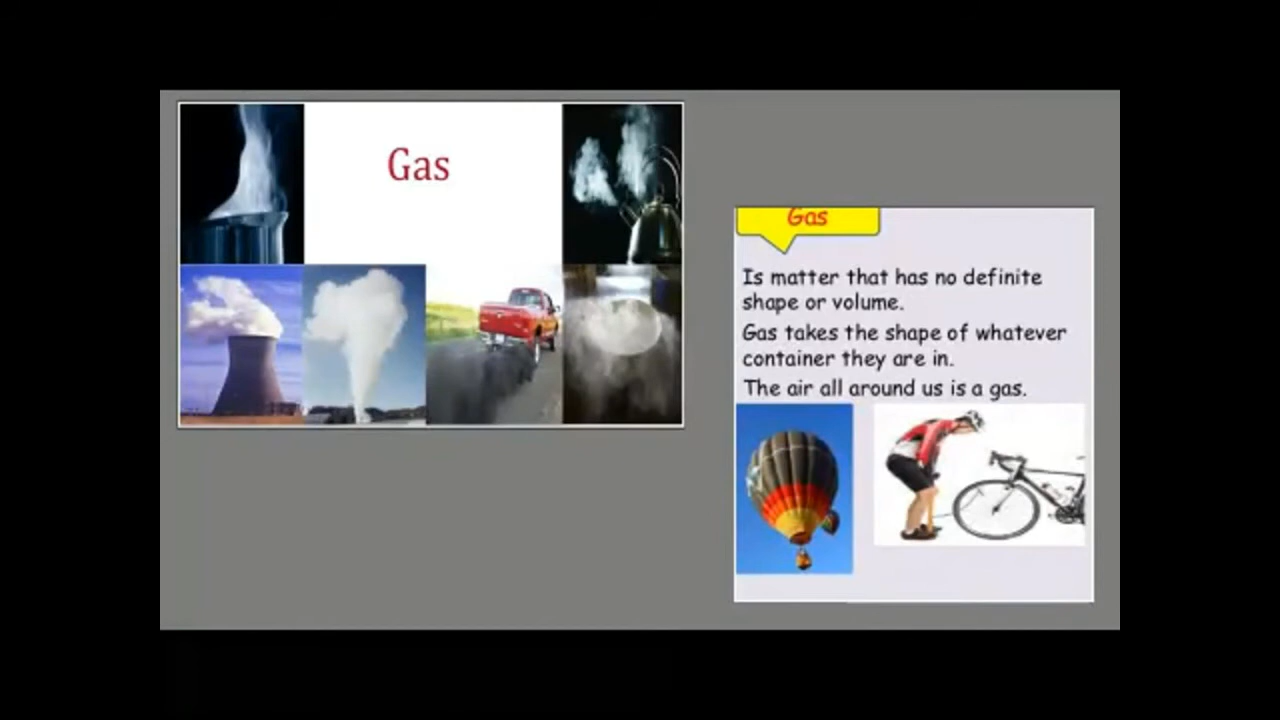 Gas
Gas
Is matter that has no definite
shape or volume.
Gas takes the shape of whatever
container they are in.
The air all around us is a gas.